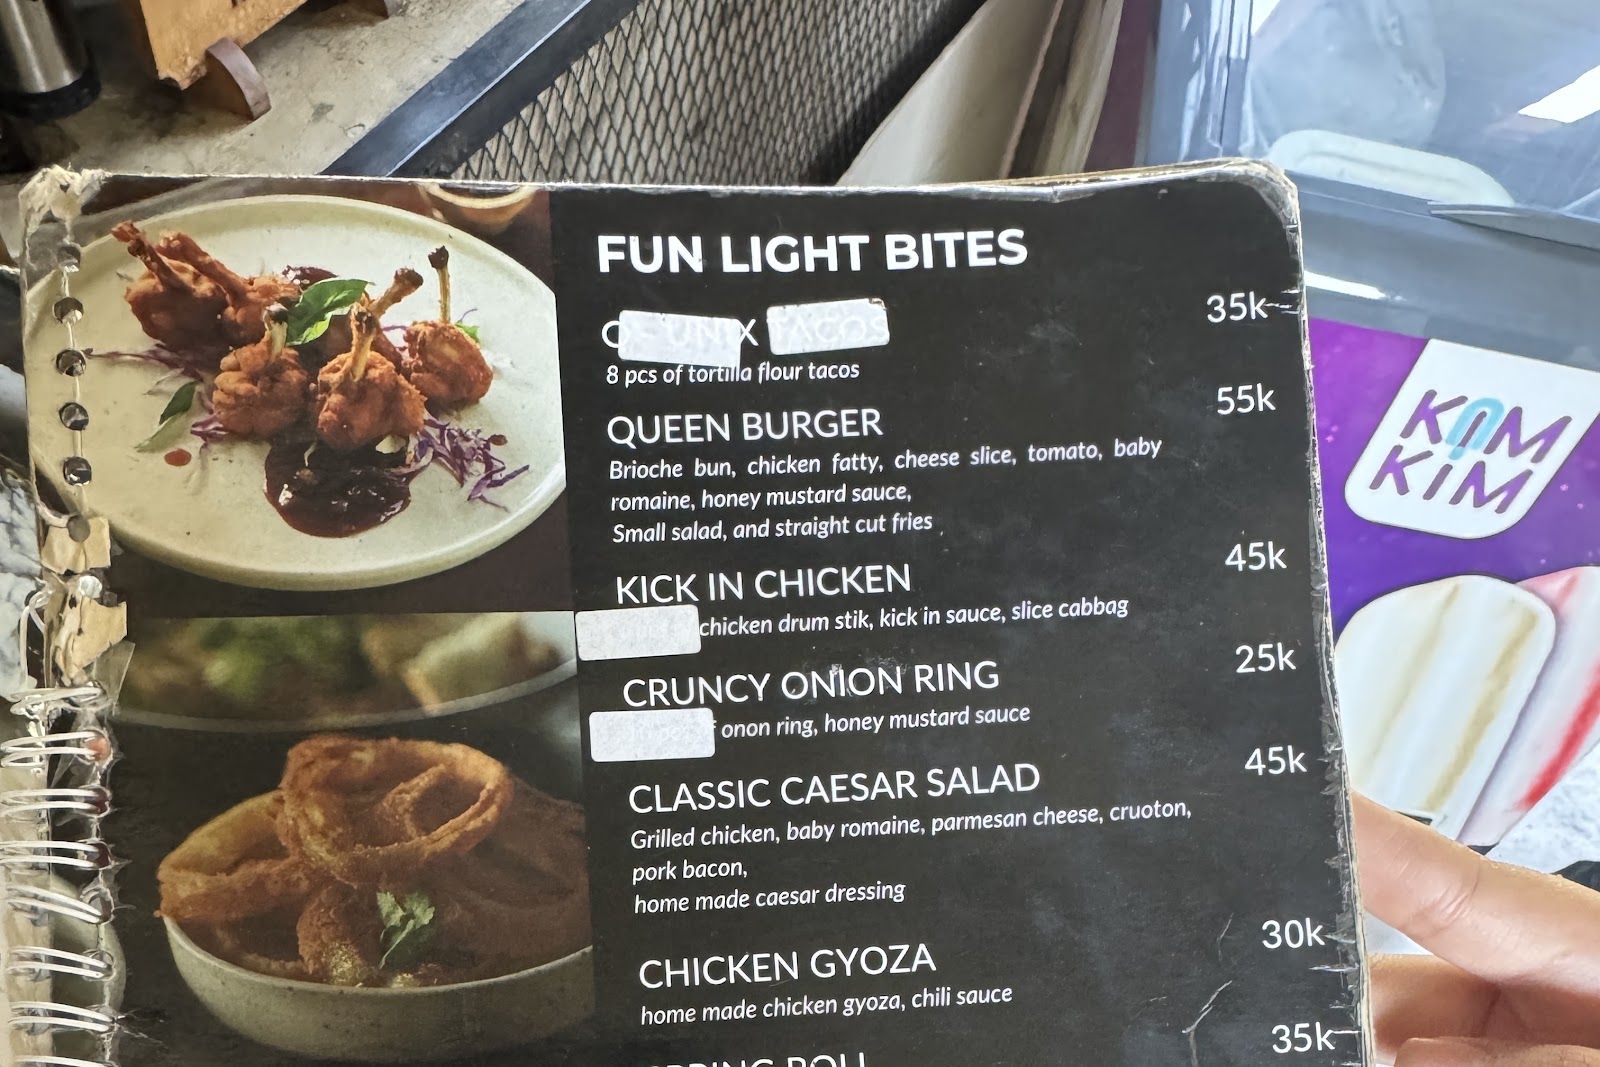 FUN LIGHT BITES
UNIX TACOS 35k
8 pcs of tortilla flour tacos
QUEEN BURGER 55k
Brioche bun, chicken fatty, cheese slice, tomato, baby
romaine, honey mustard sauce,
Small salad, and straight cut fries
KICK IN CHICKEN 45k
chicken drum stik, kick in sauce, slice cabbag
CRUNCY ONION RING 25k
onon ring, honey mustard sauce
CLASSIC CAESAR SALAD 45k
Grilled chicken, baby romaine, parmesan cheese, cruoton,
pork bacon,
home made caesar dressing
CHICKEN GYOZA 30k
home made chicken gyoza, chili sauce
35k
KAM
KIM